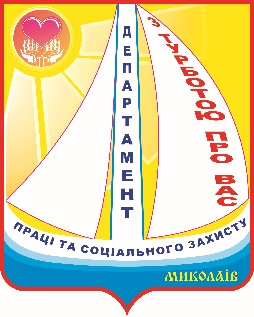 ДЕПАРТАМЕНТ
ПРАЦІ ТА СОЦІАЛЬНОГО ЗАХИСТУ
З ТУРБОТОЮ ПРО ВАС
МИКОЛАЇВ